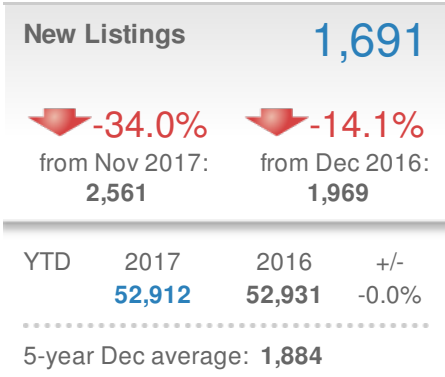 New Listings 1,691
-34.0% -14.1%
from Nov 2017: from Dec 2016:
2,561 1,969
YTD 2017 2016 +/-
52,912 52,931 -0.0%
5-year Dec average: 1,884